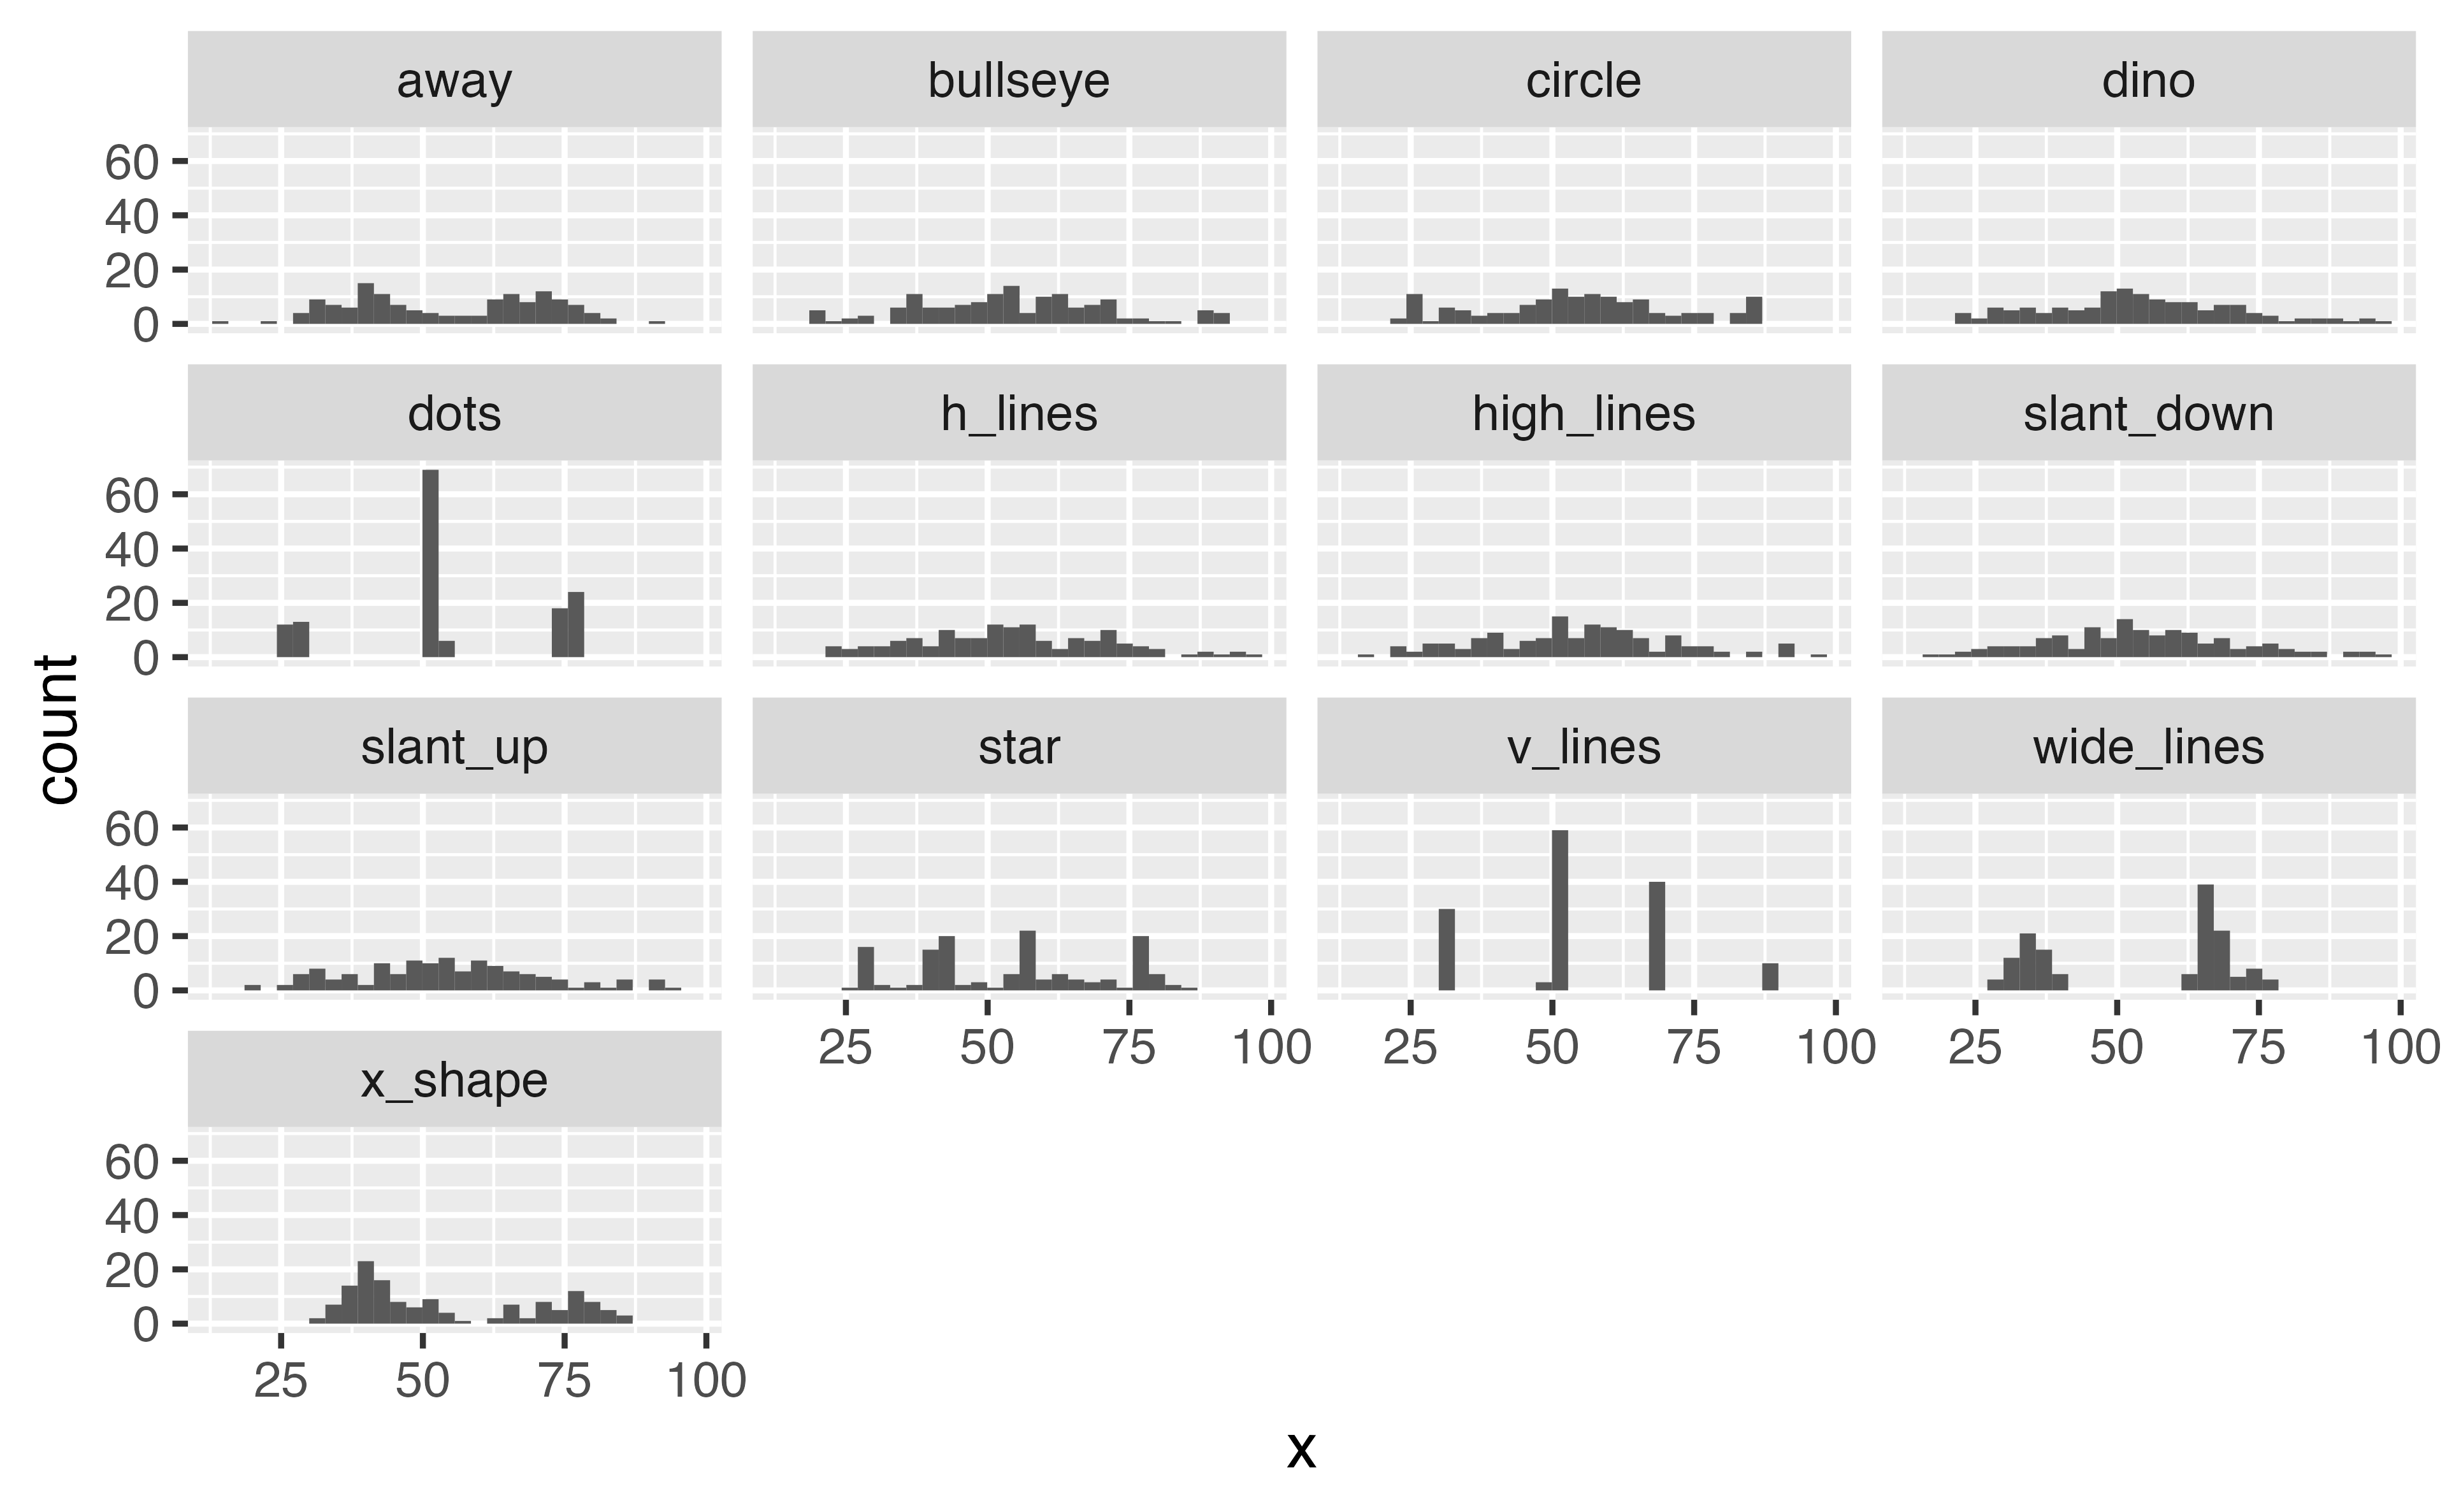 away bullseye circle dino
60
40
20
0
dots h_lines high_lines slant_down
60
40
20
0
count
slant_up star v_lines wide_lines
60
40
20
0
25 50 75 100 25 50 75 100 25 50 75 100
x_shape
60
40
20
0
25 50 75 100
x